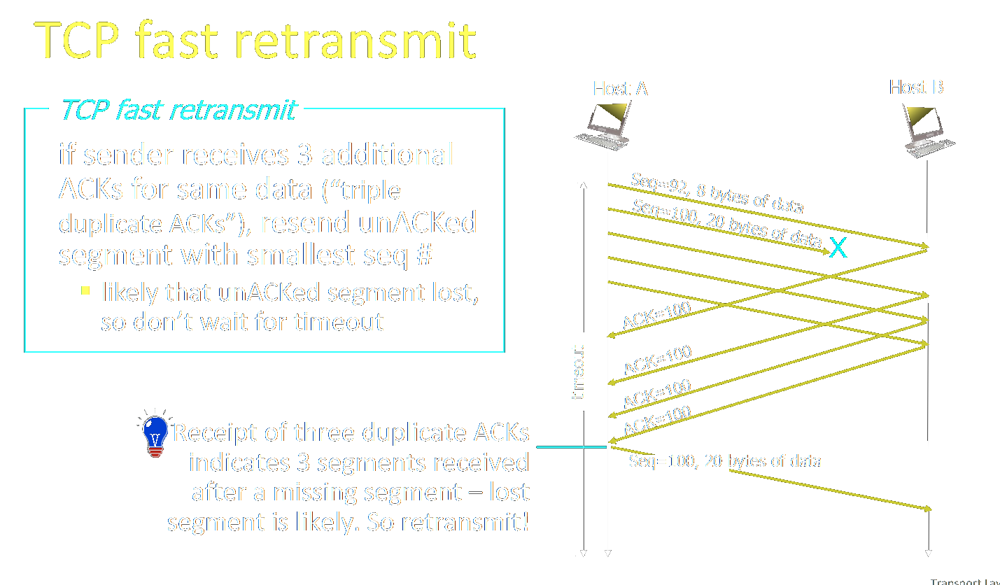 TCP fast retransmit
TCP fast retransmit
if sender receives 3 additional
ACKs for same data (“triple
duplicate ACKs”), resend unACKed
segment with smallest seq #
likely that unACKed segment lost,
so don’t wait for timeout
Receipt of three duplicate ACKs
indicates 3 segments received
after a missing segment – lost
segment is likely. So retransmit!
Host A
Host B
Seq=92, 8 bytes of data
Seq=100, 20 bytes of data
X
ACK=100
timeout
ACK=100
ACK=100
ACK=100
Seq=100, 20 bytes of data
Transport Lay